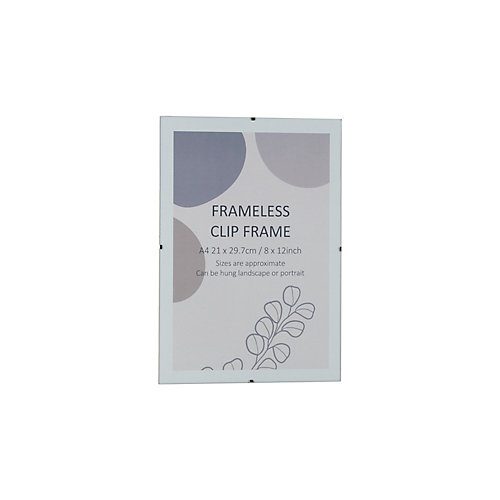 FRAMELESS
CLIP FRAME
A4 21 x 29.7cm / 8 x 12inch
Sizes are approximate
Can be hung landscape or portrait